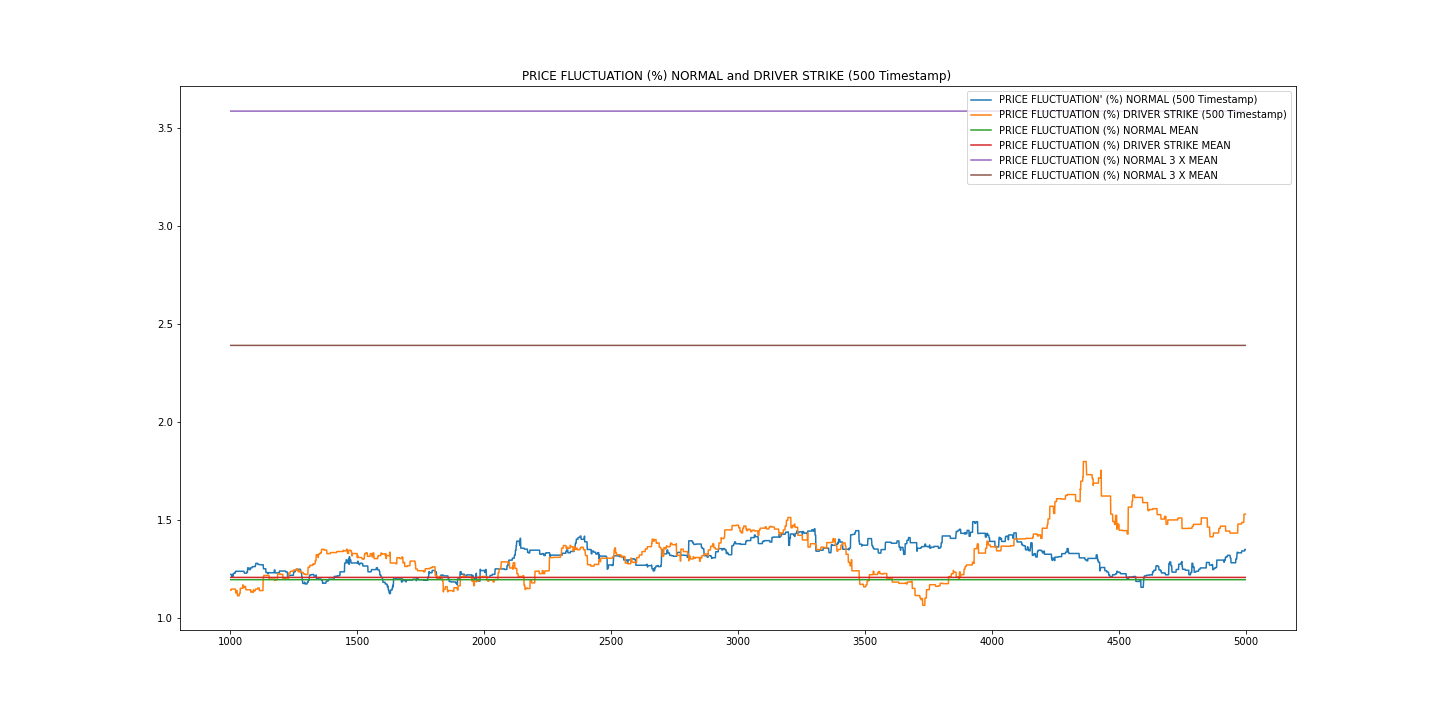 PRICE FLUCTUATION (%) NORMAL and DRIVER STRIKE (500 Timestamp)
PRICE FLUCTUATION' (%) NORMAL (500 Timestamp)
PRICE FLUCTUATION (%) DRIVER STRIKE (500 Timestamp)
PRICE FLUCTUATION (%) NORMAL MEAN
PRICE FLUCTUATION (%) DRIVER STRIKE MEAN
PRICE FLUCTUATION (%) NORMAL 3 X MEAN
PRICE FLUCTUATION (%) NORMAL 3 X MEAN
3.5
3.0
2.5
2.0
1.5
1.0
1000 1500 2000 2500 3000 3500 4000 4500 5000